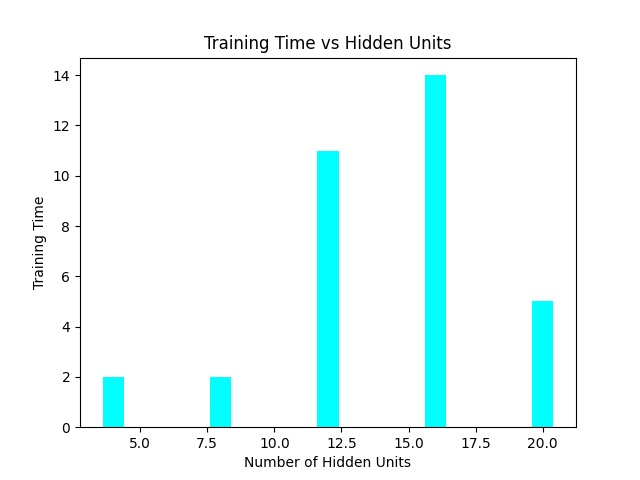 Training Time vs Hidden Units
14
12
10
8
6
4
2
0
Training Time
5.0 7.5 10.0 12.5 15.0 17.5 20.0
Number of Hidden Units